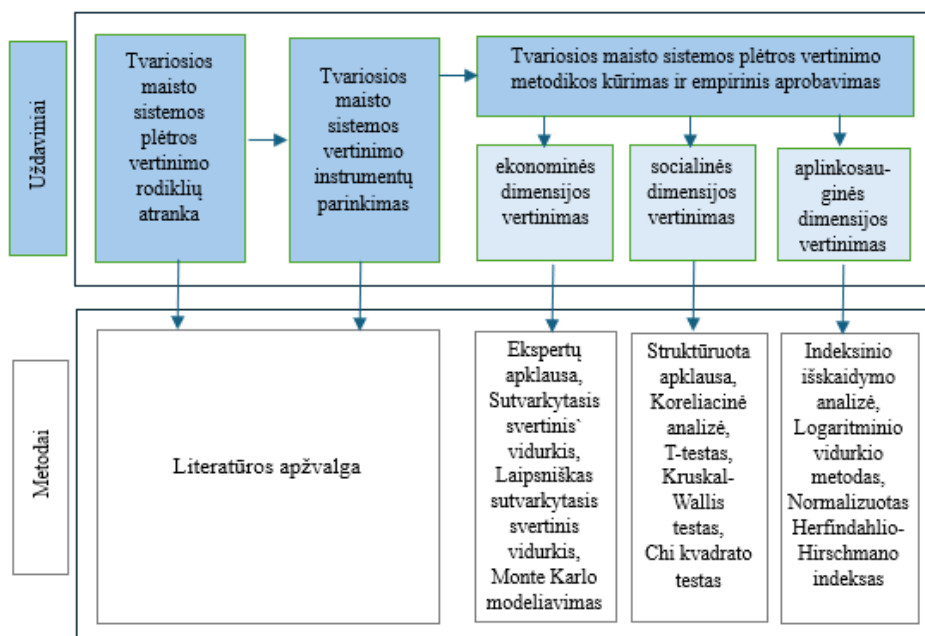 Uždaviniai
Tvariosios
maisto
sistemos
plėtros
vertinimo
rodiklių
atranka
Tvariosios
maisto
sistemos
vertinimo
instrumentų
parinkimas
Tvariosios maisto sistemos plėtros vertinimo
metodikos kūrimas ir empirinis aprobavimas
ekonominės
dimensijos
vertinimas
socialinės
dimensijos
vertinimas
aplinkosau-
ginės
dimensijos
vertinimas
Metodai
Literatūros apžvalga
Ekspertų
apklausa,
Sutvarkytasis
svertinis`
vidurkis,
Laipsniškas
sutvarkytasis
svertinis
vidurkis,
Monte Karlo
modeliavimas
Struktūruota
apklausa,
Koreliacinė
analizė,
T-testas,
Kruskal-
Wallis
testas,
Chi kvadrato
testas
Indeksinio
išskaidymo
analizė,
Logaritminio
vidurkio
metodas,
Normalizuotas
Herfindahlio-
Hirschmano
indeksas